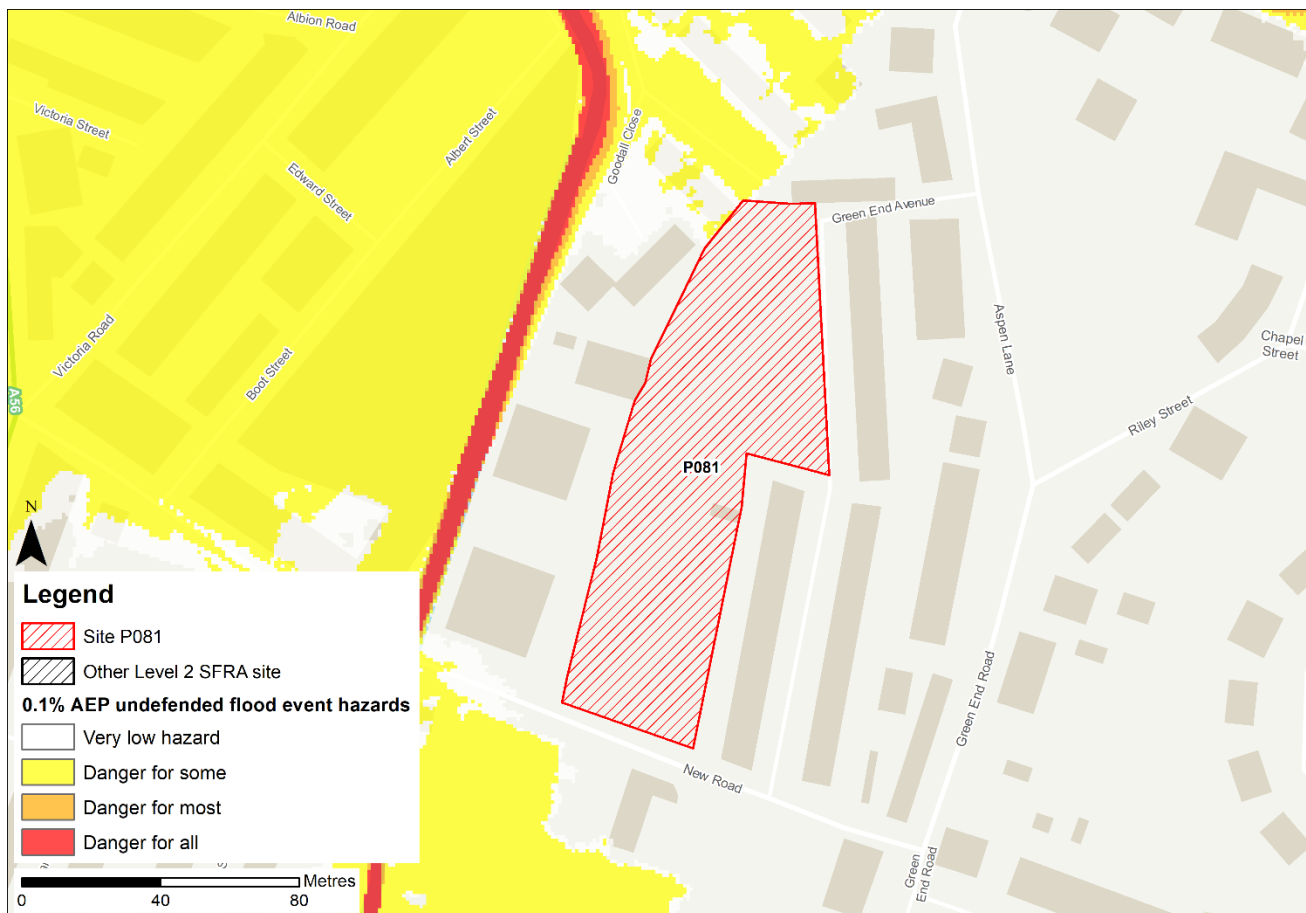 Albion Road
Victoria Street
Albert Street
Goodall Close
Edward Street
Green End Avenue
Victoria Road
Boot Street
A56
Aspen Lane
Chapel
Street
Riley Street
P081
N
Green End Road
New Road
Green
End Road
Legend
Site P081
Other Level 2 SFRA site
0.1% AEP undefended flood event hazards
Very low hazard
Danger for some
Danger for most
Danger for all
Metres
0 40 80